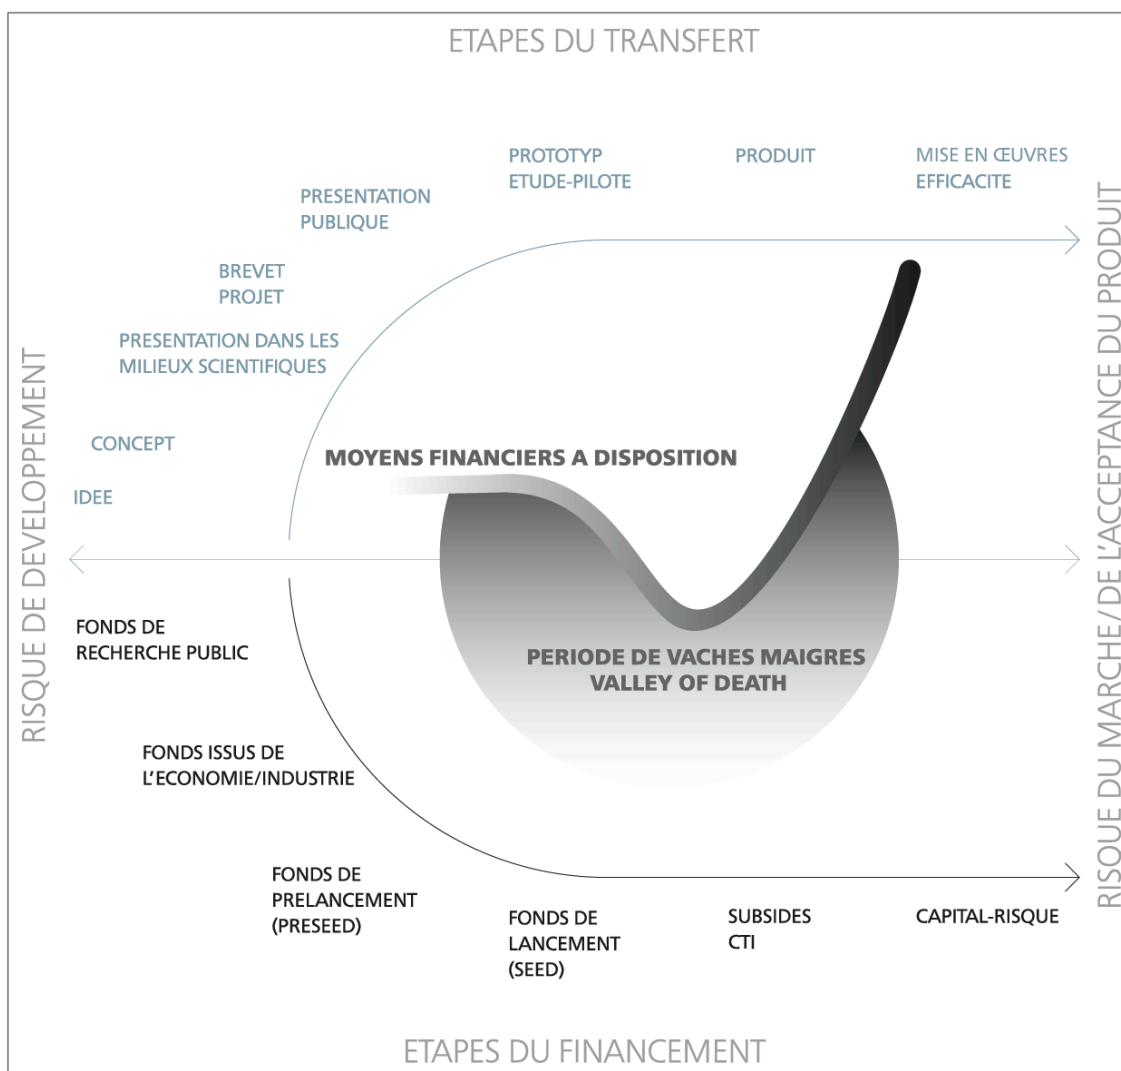 ETAPES DU TRANSFERT
PROTOTYP
ETUDE-PILOTE
PRODUIT
MISE EN ŒUVRES
EFFICACITE
PRESENTATION
PUBLIQUE
BREVET
PROJET
PRESENTATION DANS LES
MILIEUX SCIENTIFIQUES
CONCEPT
IDEE
RISQUE DE DEVELOPPEMENT
RISQUE DU MARCHE/DE L'ACCEPTANCE DU PRODUIT
MOYENS FINANCIERS A DISPOSITION
PERIODE DE VACHES MAIGRES
VALLEY OF DEATH
FONDS DE
RECHERCHE PUBLIC
FONDS ISSUS DE
L'ECONOMIE/INDUSTRIE
FONDS DE
PRELANCEMENT
(PRESEED)
FONDS DE
LANCEMENT
(SEED)
SUBSIDES
CTI
CAPITAL-RISQUE
ETAPES DU FINANCEMENT